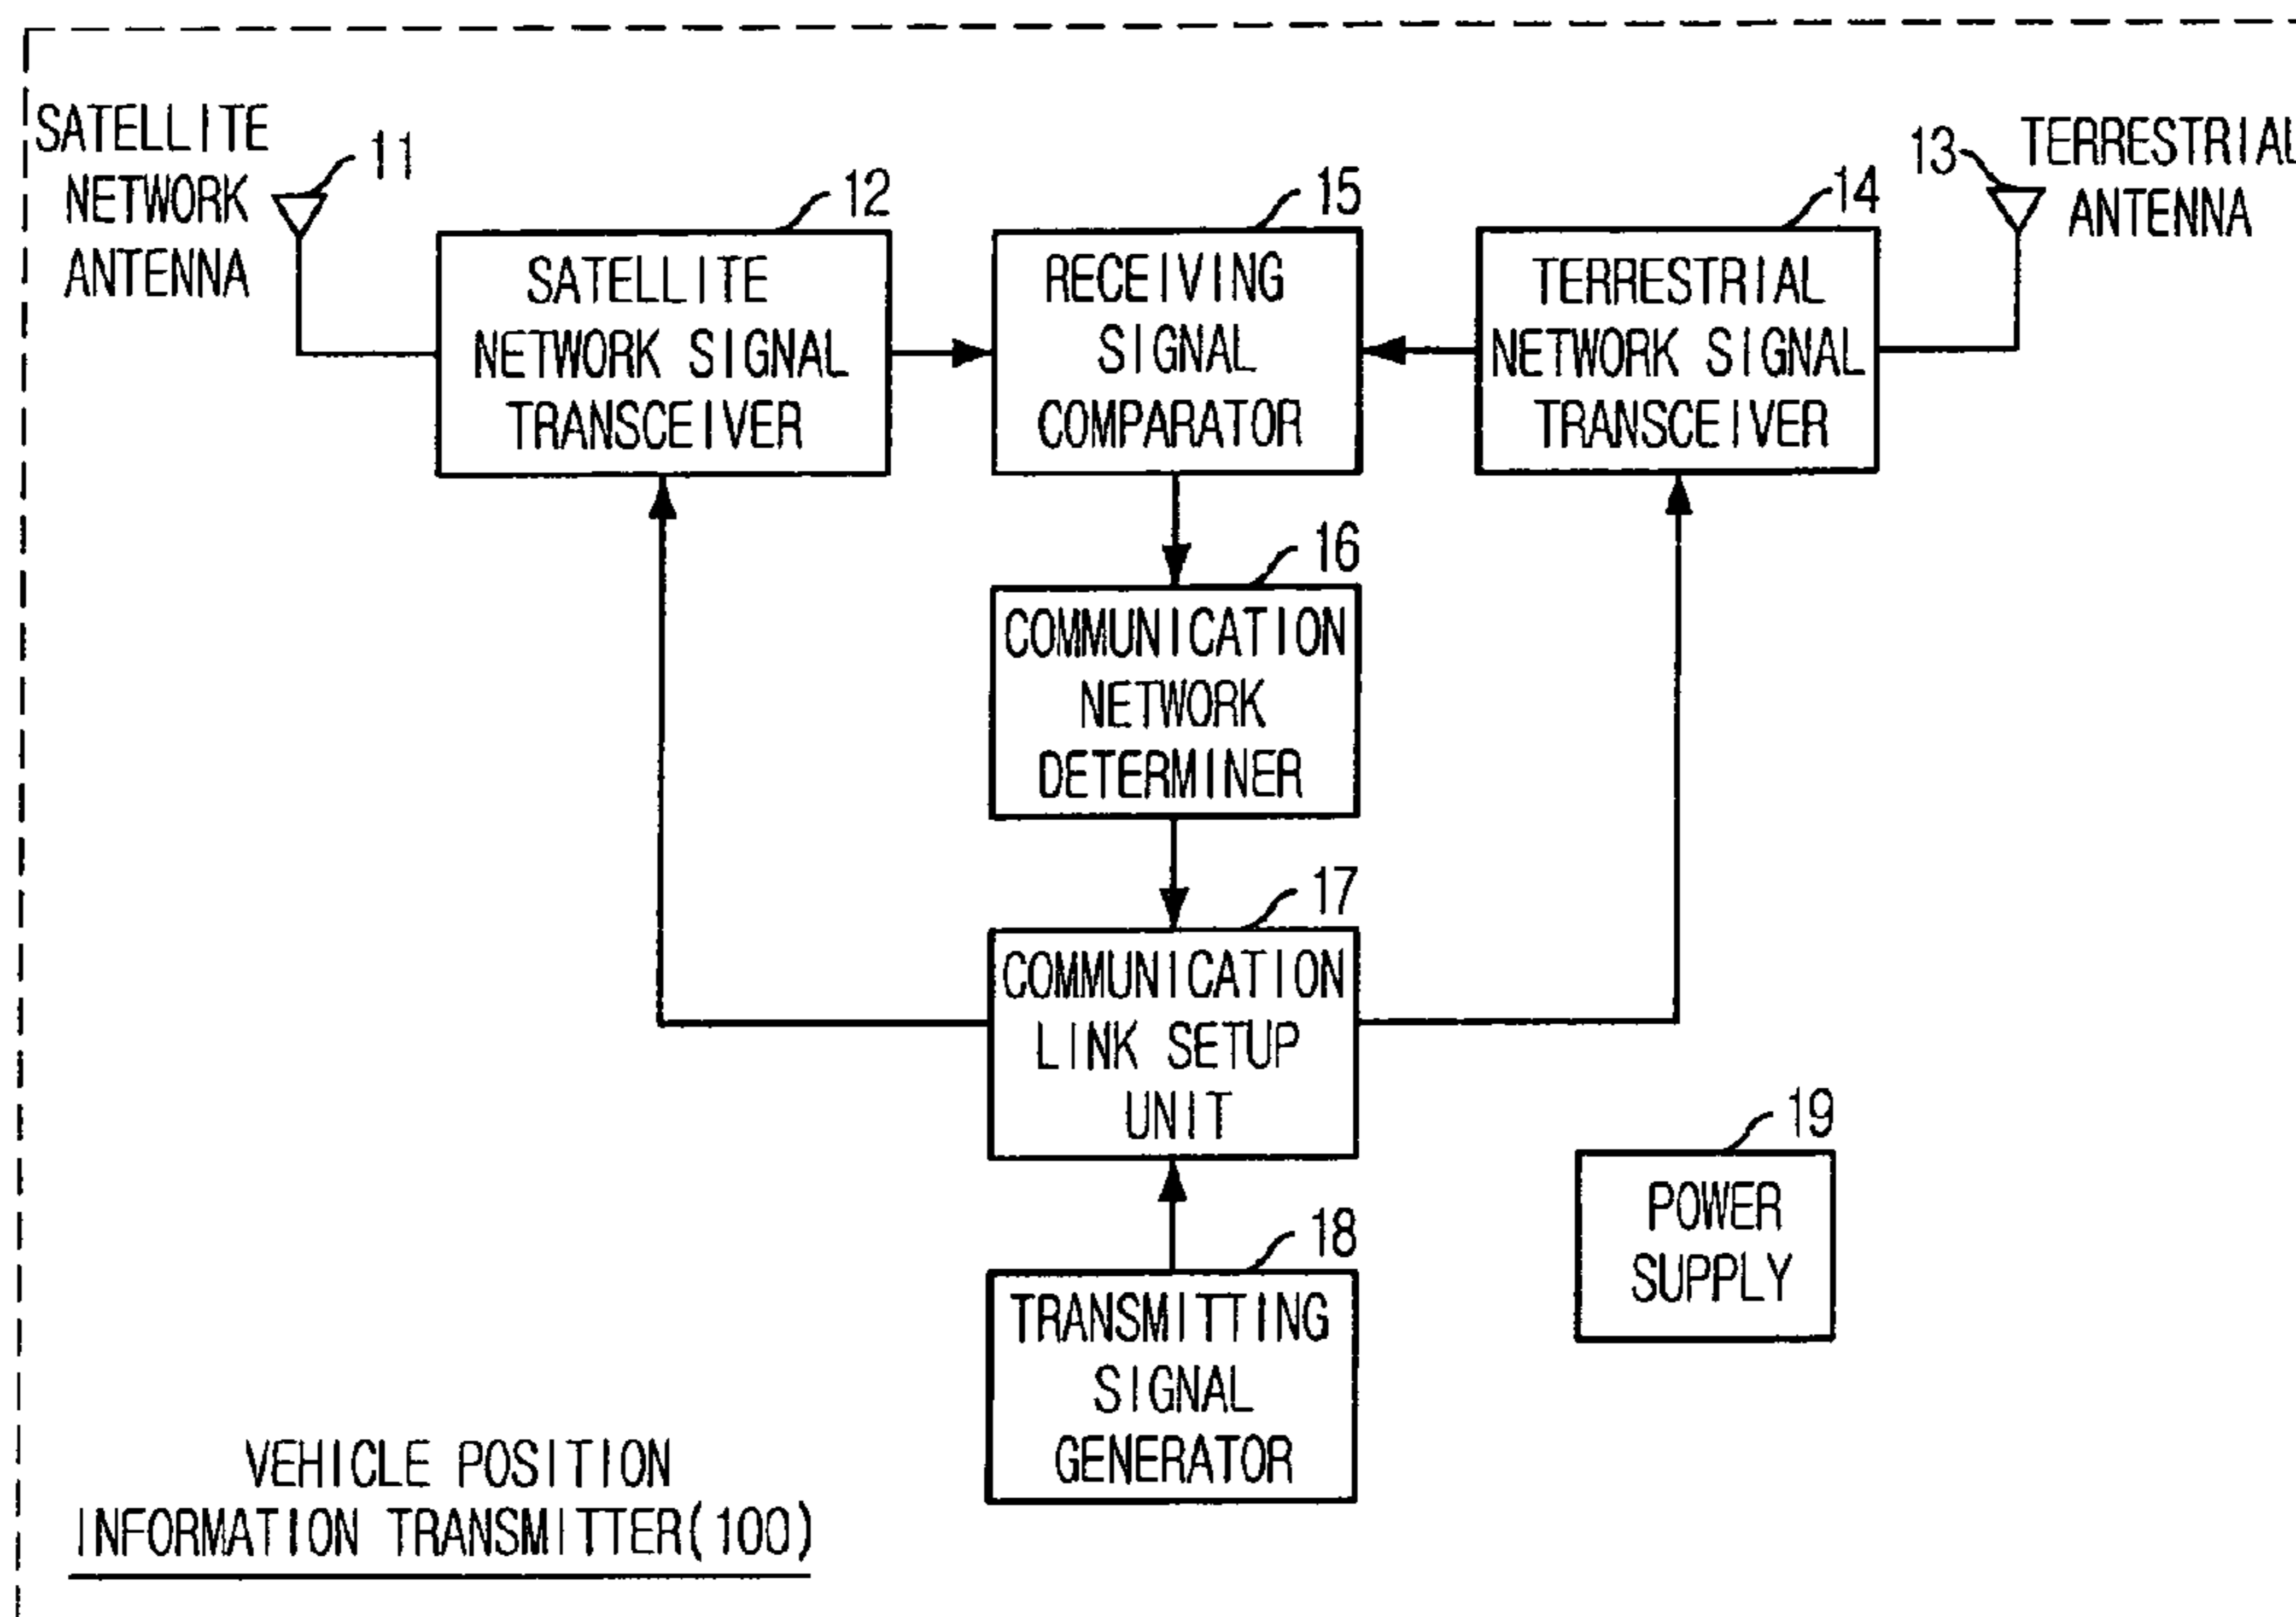 SATELLITE
NETWORK
ANTENNA
11
12
SATELLITE
NETWORK SIGNAL
TRANSCEIVER
15
RECEIVING
SIGNAL
COMPARATOR
14
TERRESTRIAL
NETWORK SIGNAL
TRANSCEIVER
13
TERRESTRIAL
ANTENNA
16
COMMUNICATION
NETWORK
DETERMINER
17
COMMUNICATION
LINK SETUP
UNIT
18
TRANSMITTING
SIGNAL
GENERATOR
19
POWER
SUPPLY
VEHICLE POSITION
INFORMATION TRANSMITTER(100)